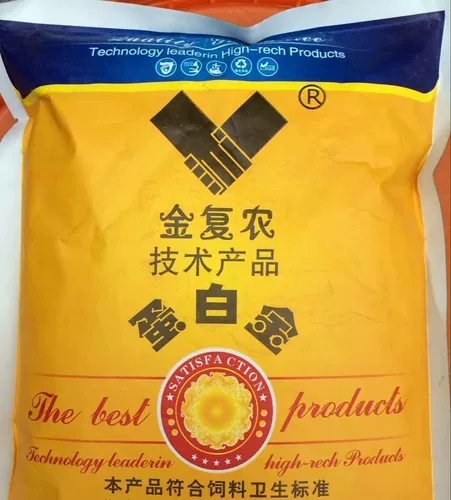 Technology leaderin High-rech Products
®
金复农
技术产品
蛋白金
SATISFACTION
The best products
Technology leaderin high-rech Products
本产品符合饲料卫生标准